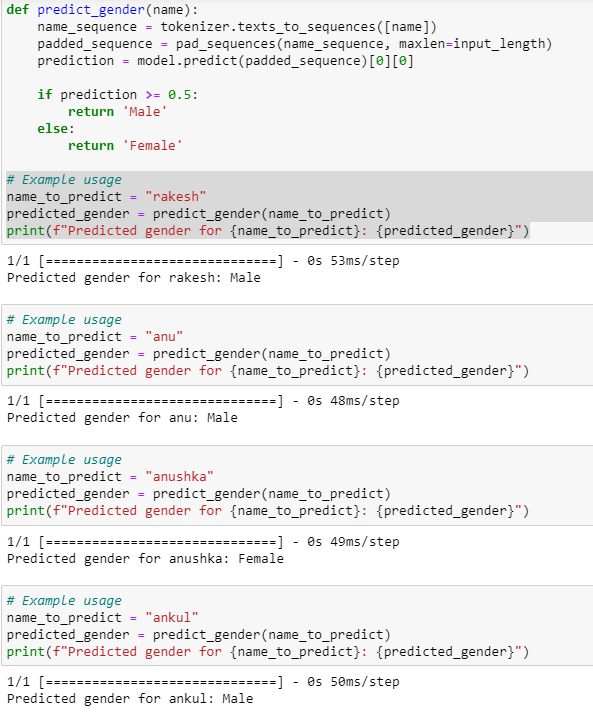 def predict_gender(name):
    name_sequence = tokenizer.texts_to_sequences([name])
    padded_sequence = pad_sequences(name_sequence, maxlen=input_length)
    prediction = model.predict(padded_sequence)[0][0]

    if prediction >= 0.5:
        return 'Male'
    else:
        return 'Female'

# Example usage
name_to_predict = "rakesh"
predicted_gender = predict_gender(name_to_predict)
print(f"Predicted gender for {name_to_predict}: {predicted_gender}")
1/1 [==============================] - 0s 53ms/step
Predicted gender for rakesh: Male
# Example usage
name_to_predict = "anu"
predicted_gender = predict_gender(name_to_predict)
print(f"Predicted gender for {name_to_predict}: {predicted_gender}")
1/1 [==============================] - 0s 48ms/step
Predicted gender for anu: Male
# Example usage
name_to_predict = "anushka"
predicted_gender = predict_gender(name_to_predict)
print(f"Predicted gender for {name_to_predict}: {predicted_gender}")
1/1 [==============================] - 0s 49ms/step
Predicted gender for anushka: Female
# Example usage
name_to_predict = "ankul"
predicted_gender = predict_gender(name_to_predict)
print(f"Predicted gender for {name_to_predict}: {predicted_gender}")
1/1 [==============================] - 0s 50ms/step
Predicted gender for ankul: Male